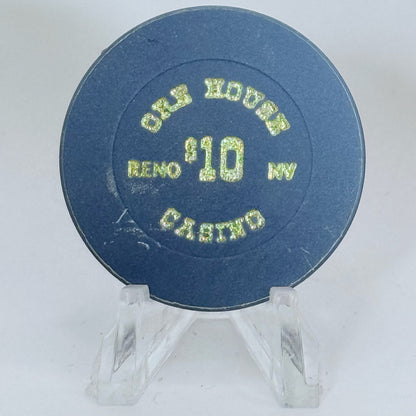 ORE HOUSE
RENO $10 NV
CASINO